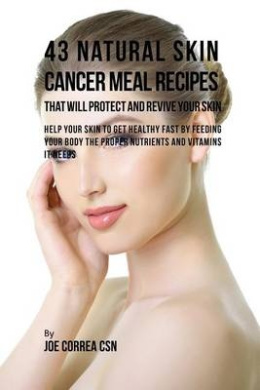 43 NATURAL SKIN
CANCER MEAL RECIPES
THAT WILL PROTECT AND REVIVE YOUR SKIN
HELP YOUR SKIN TO GET HEALTHY FAST BY FEEDING
YOUR BODY THE PROPER NUTRIENTS AND VITAMINS
IT NEEDS
By
JOE CORREA CSN